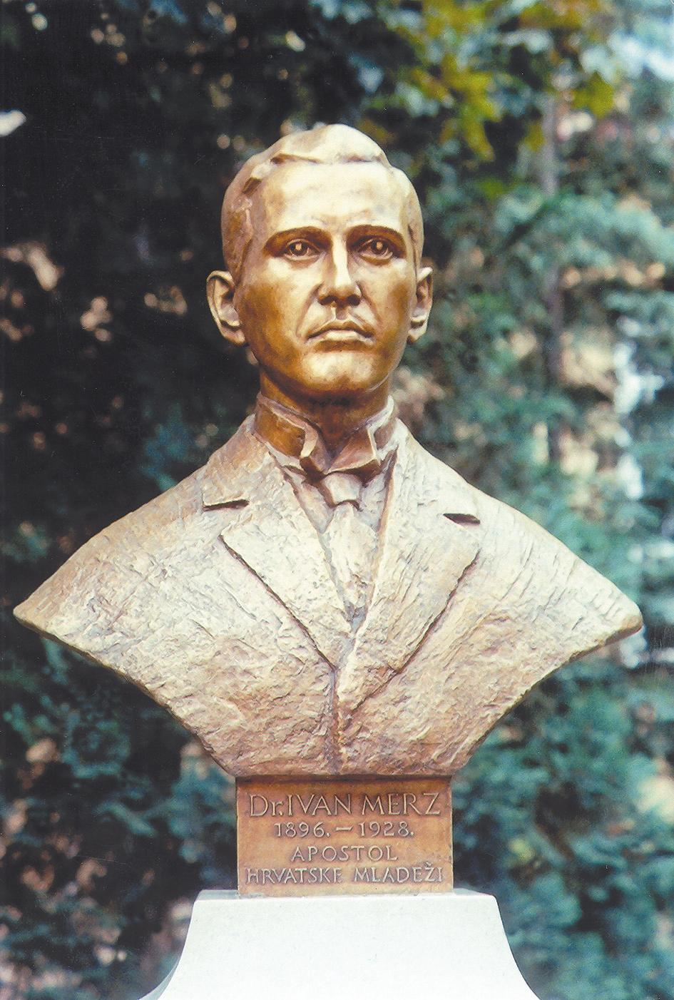 Dr. IVAN MERZ
1896. – 1928.
APOSTOL
HRVATSKE MLADEŽI